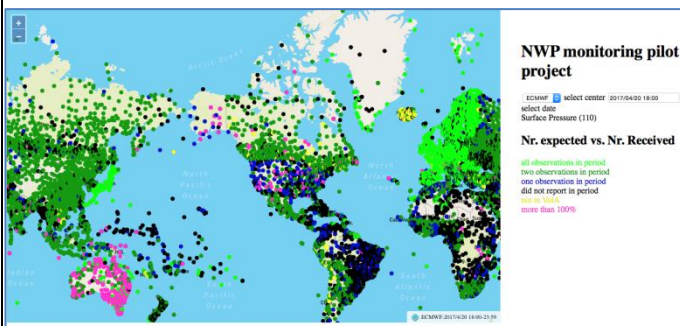 +
-
Arctic Ocean
North
Pacific
Ocean
North
Atlantic
Ocean
Indian
Ocean
South
Pacific
Ocean
South
Atlantic
Ocean
ECMWF:2017/4/20 18:00-23:59
NWP monitoring pilot
project
ECMWF select center 2017/04/20 18:00
select date
Surface Pressure (110)
Nr. expected vs. Nr. Received
all observations in period
two observations in period
one observation in period
did not report in period
not in VolA
more than 100%